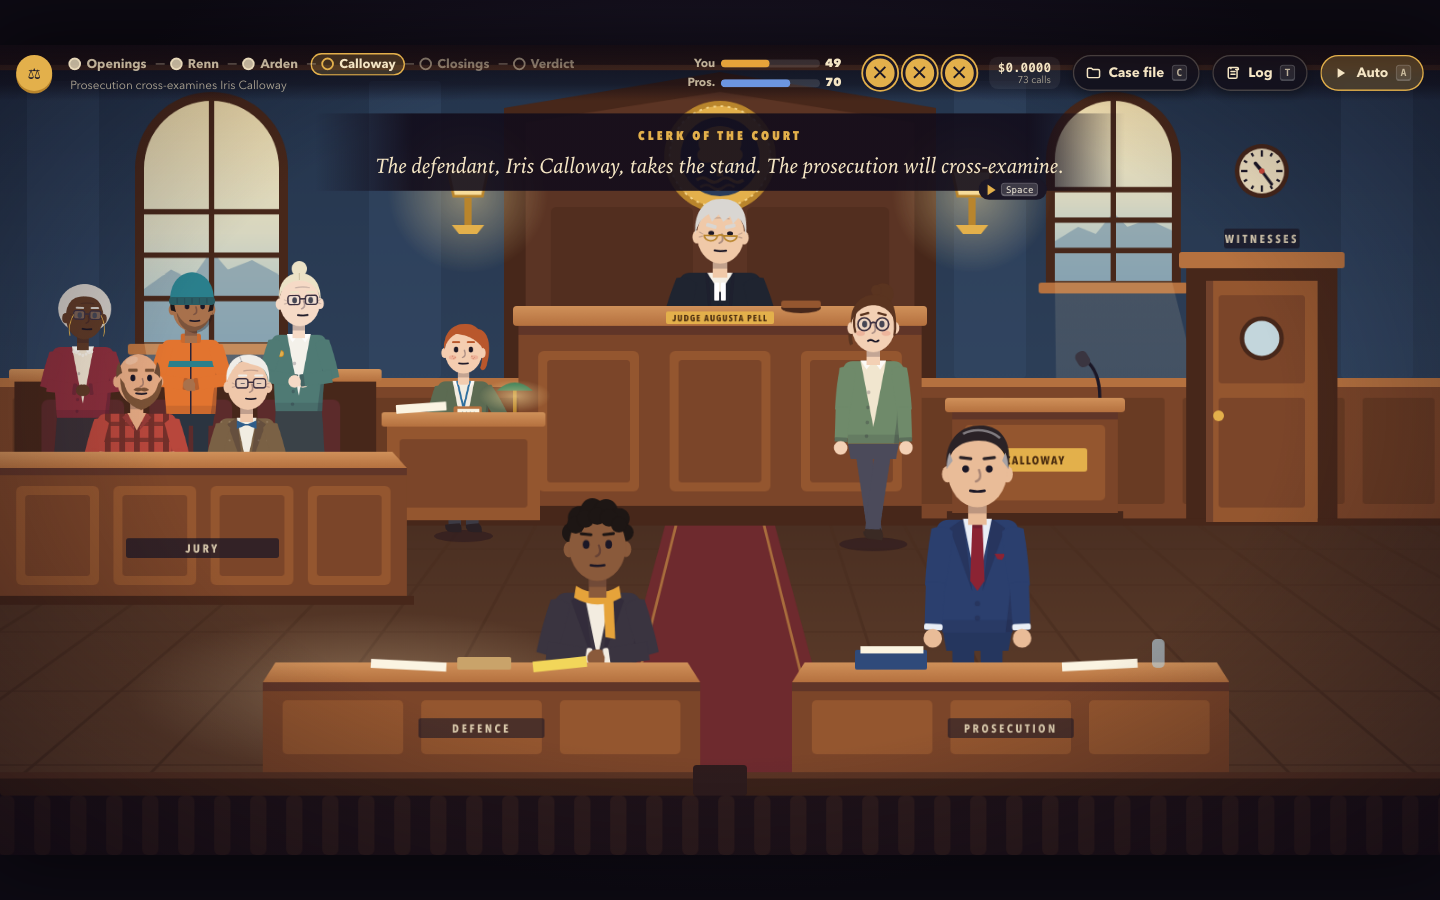 Openings
Renn
Arden
Calloway
Closings
Verdict
Prosecution cross-examines Iris Calloway
You 49
Pros. 70
$0.0000
73 calls
Case file C
Log T
Auto A
CLERK OF THE COURT
The defendant, Iris Calloway, takes the stand. The prosecution will cross-examine.
Space
WITNESSES
JUDGE AUGUSTA PELL
CALLOWAY
JURY
DEFENCE
PROSECUTION